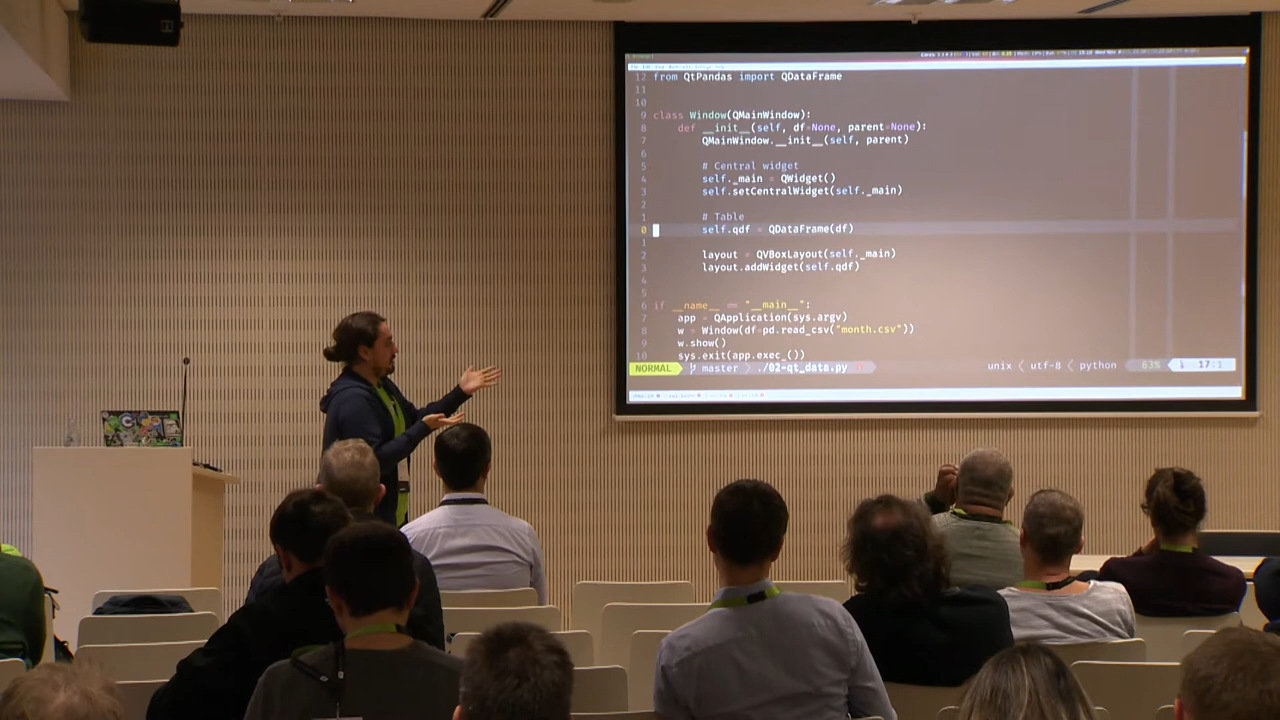 12 from QtPandas import QDataFrame
11
10
9 class Window(QMainWindow):
8 def __init__(self, df=None, parent=None):
7 QMainWindow.__init__(self, parent)
6
5 # Central widget
4 self._main = QWidget()
3 self.setCentralWidget(self._main)
2
1 # Table
0 self.qdf = QDataFrame(df)
1
2 layout = QVBoxLayout(self._main)
3 layout.addWidget(self.qdf)
4
5
6 if __name__ == "__main__":
7 app = QApplication(sys.argv)
8 w = Window(df=pd.read_csv("month.csv"))
9 w.show()
10 sys.exit(app.exec_())
NORMAL master ./02-qt_data.py unix utf-8 python 63% 17:1